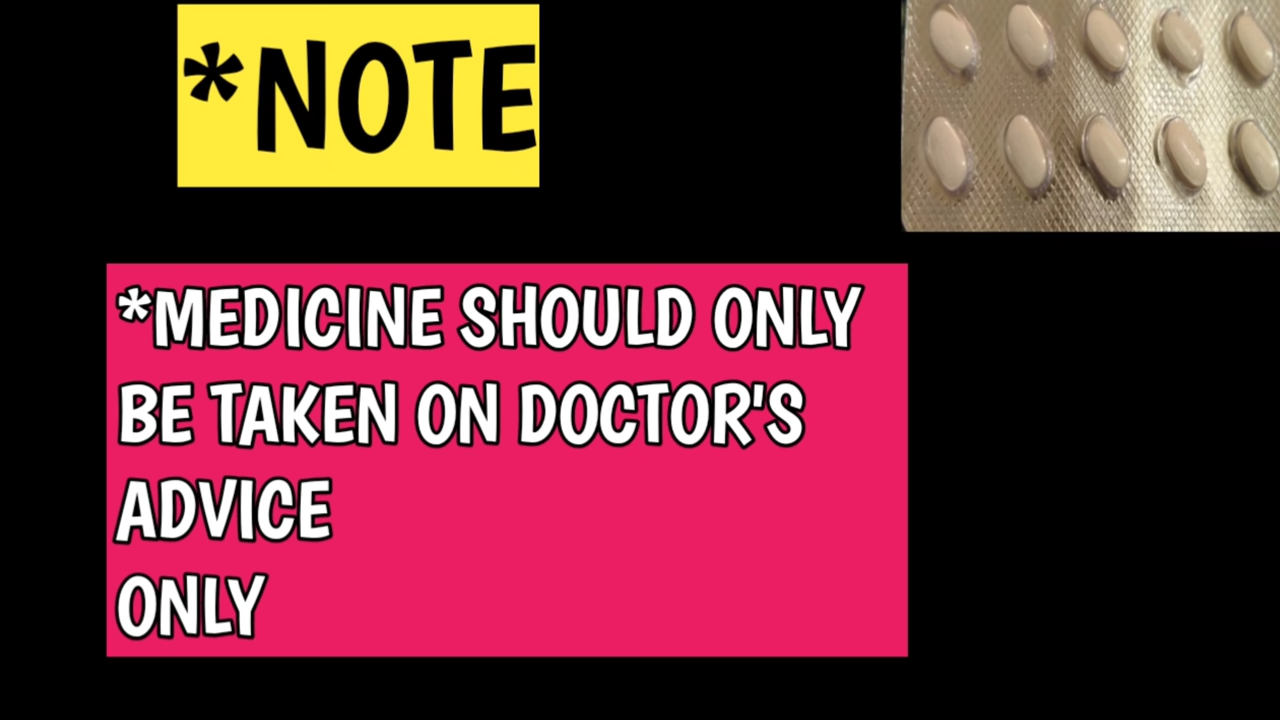 *NOTE
*MEDICINE SHOULD ONLY
BE TAKEN ON DOCTOR'S
ADVICE
ONLY